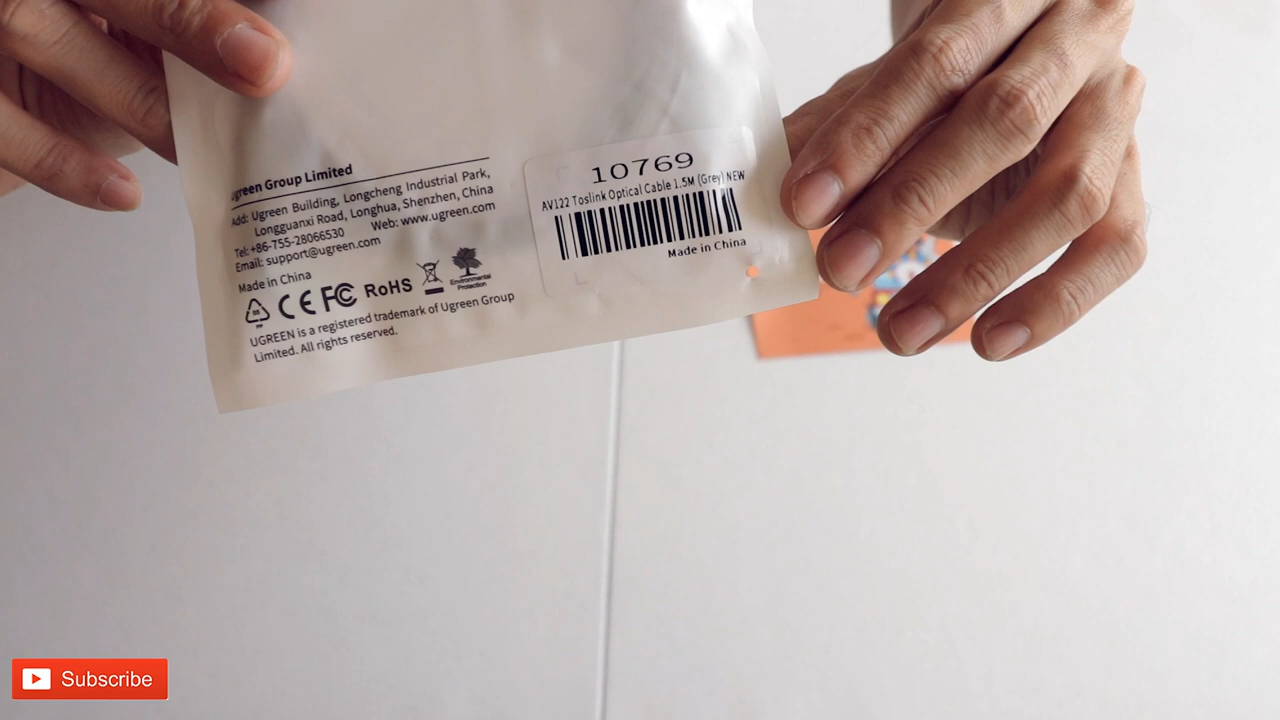 Ugreen Group Limited
Add: Ugreen Building, Longcheng Industrial Park,
Longguanxi Road, Longhua, Shenzhen, China
Tel: +86-755-28066530 Web: www.ugreen.com
Email: support@ugreen.com
Made in China
CE FC RoHS
PP
Environmental
Protection
UGREEN is a registered trademark of Ugreen Group
Limited. All rights reserved.
10769
AV122 Toslink Optical Cable 1.5M (Grey) NEW
Made in China
Subscribe